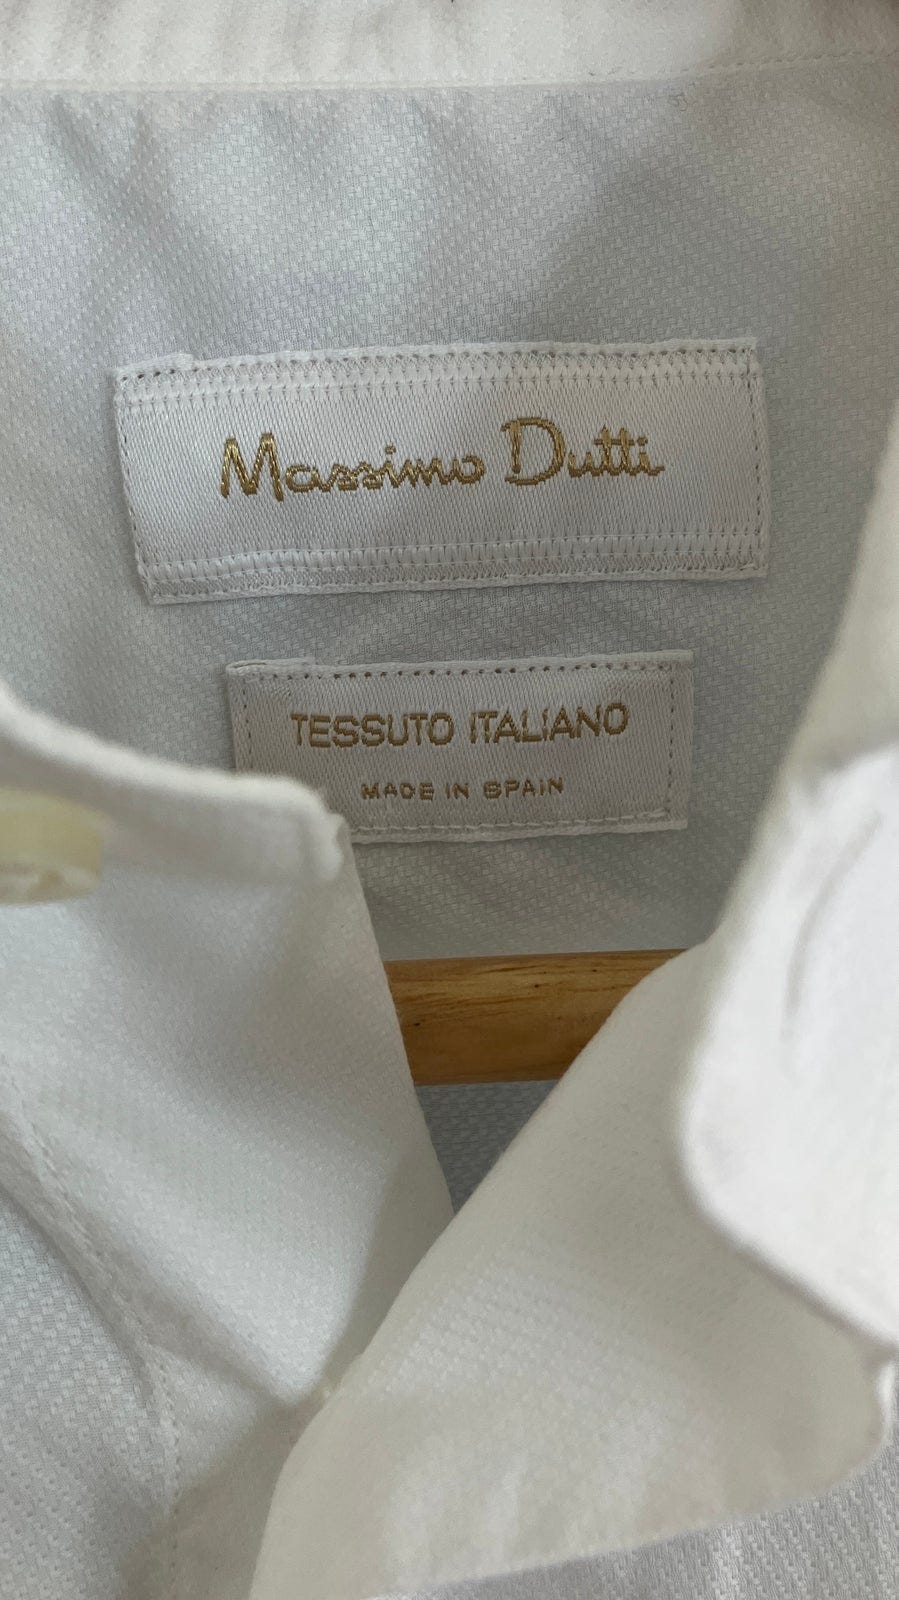 Massimo Dutti
TESSUTO ITALIANO
MADE IN SPAIN